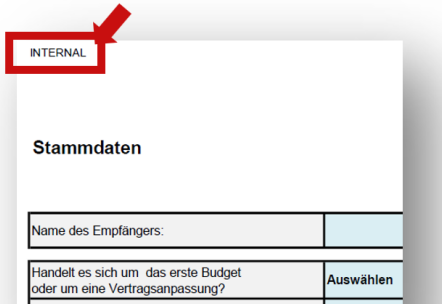 INTERNAL
Stammdaten
Name des Empfängers:
Handelt es sich um das erste Budget
oder um eine Vertragsanpassung?
Auswählen